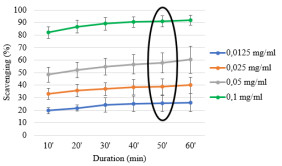 Scavenging (%)
100
90
80
70
60
50
40
30
20
10
0
10' 20' 30' 40' 50' 60'
Duration (min)
0,0125 mg/ml
0,025 mg/ml
0,05 mg/ml
0,1 mg/ml